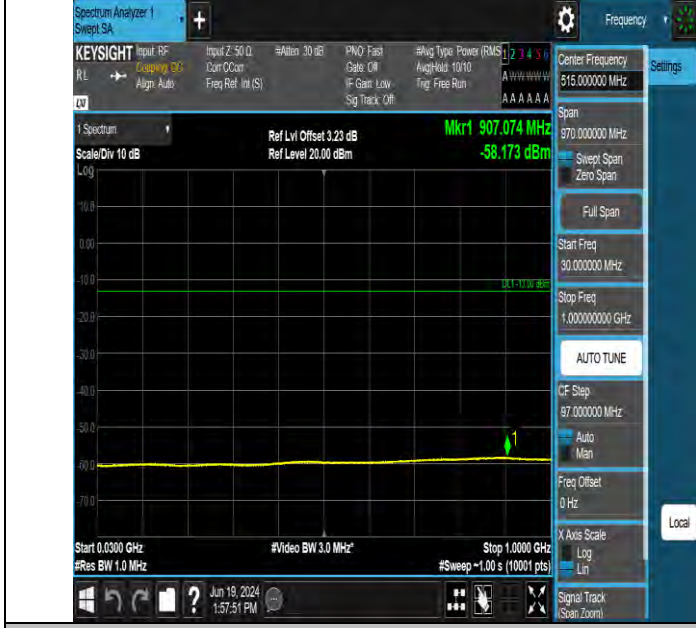 Spectrum Analyzer 1
Swept SA
+
Frequency
KEYSIGHT
Input: RF
Coupling: DC
Align: Auto
Input Z: 50 Ω
Corr CCorr
Freq Ref: Int (S)
#Atten: 30 dB
PNO: Fast
Gate: Off
IF Gain: Low
Sig Track: Off
#Avg Type: Power (RMS
Avg|Hold: 10/10
Trig: Free Run
1 2 3 4 5 6
A W W W W W
A A A A A A
RL
LW
Center Frequency
515.000000 MHz
Settings
Span
970.000000 MHz
Swept Span
Zero Span
Full Span
Start Freq
30.000000 MHz
Stop Freq
1.000000000 GHz
AUTO TUNE
CF Step
97.000000 MHz
Auto
Man
Freq Offset
0 Hz
X Axis Scale
Log
Lin
Signal Track
(Span Zoom)
Local
1 Spectrum
Scale/Div 10 dB
Log
Ref Lvl Offset 3.23 dB
Ref Level 20.00 dBm
Mkr1 907.074 MHz
-58.173 dBm
10.0
0.00
-10.0
DL1 -13.00 dBm
-20.0
-30.0
-40.0
-50.0
1
-60.0
-70.0
Start 0.0300 GHz
#Video BW 3.0 MHz*
Stop 1.0000 GHz
#Res BW 1.0 MHz
#Sweep ~1.00 s (10001 pts)
?
Jun 19, 2024
1:57:51 PM